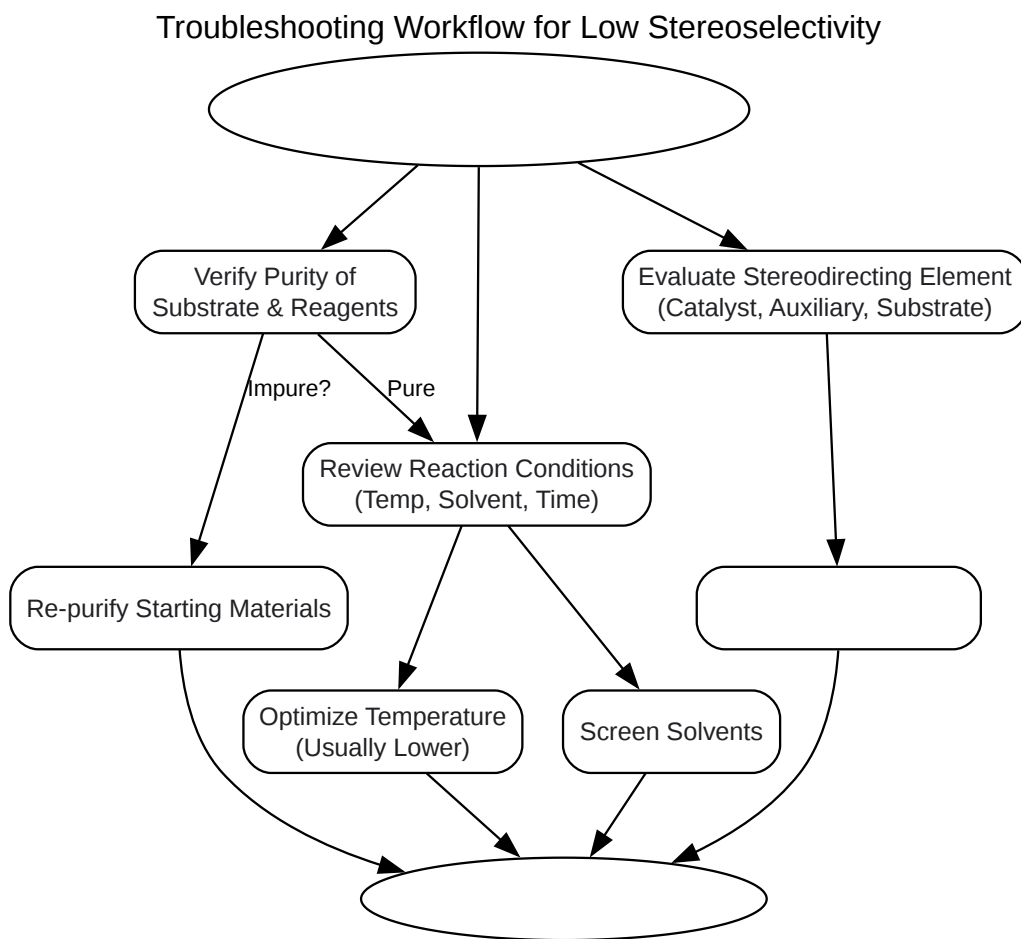 Troubleshooting Workflow for Low Stereoselectivity
Verify Purity of
Substrate & Reagents
Evaluate Stereodirecting Element
(Catalyst, Auxiliary, Substrate)
Impure?
Pure
Review Reaction Conditions
(Temp, Solvent, Time)
Re-purify Starting Materials
Optimize Temperature
(Usually Lower)
Screen Solvents